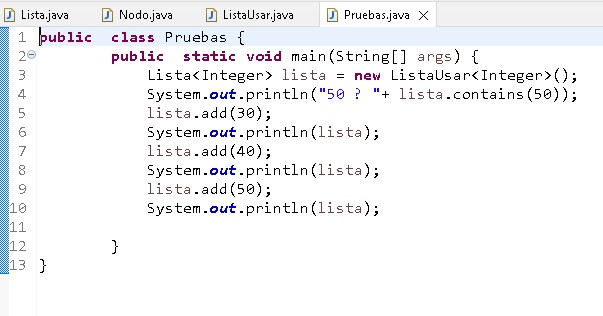 Lista.java Nodo.java ListaUsar.java Pruebas.java
1 public class Pruebas {
2 public static void main(String[] args) {
3 Lista<Integer> lista = new ListaUsar<Integer>();
4 System.out.println("50 ? "+ lista.contains(50));
5 lista.add(30);
6 System.out.println(lista);
7 lista.add(40);
8 System.out.println(lista);
9 lista.add(50);
10 System.out.println(lista);
11
12 }
13 }